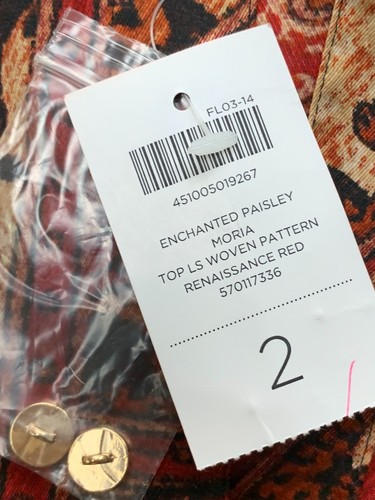 FL03-14
451005019267
ENCHANTED PAISLEY
MORIA
TOP LS WOVEN PATTERN
RENAISSANCE RED
570117336
2